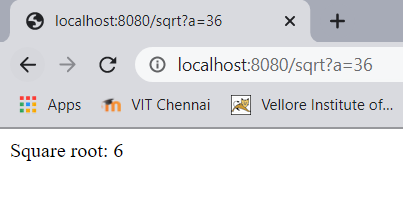 localhost:8080/sqrt?a=36
localhost:8080/sqrt?a=36
Apps VIT Chennai Vellore Institute of...
Square root: 6